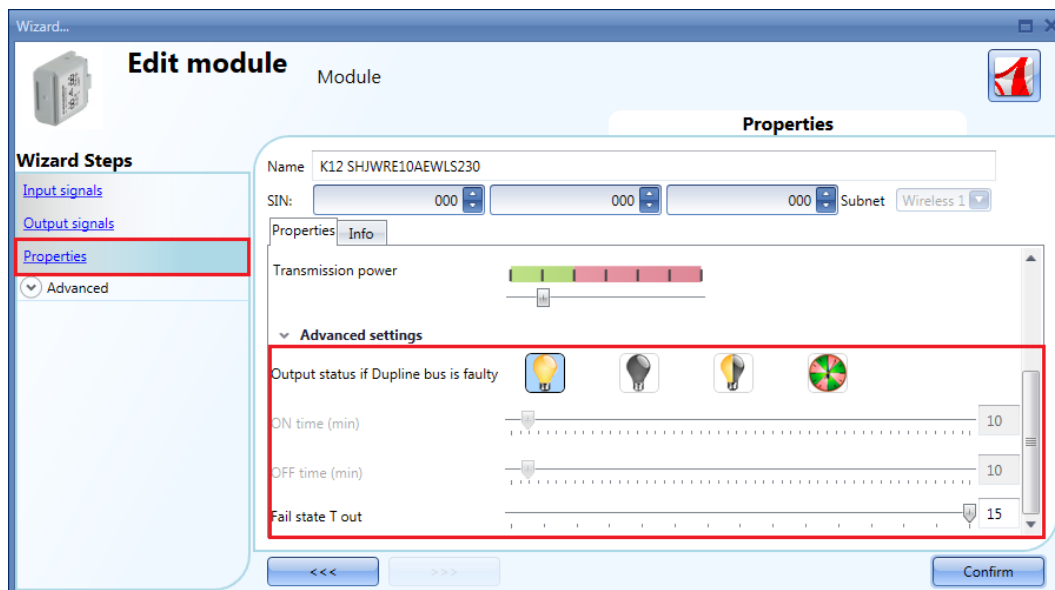 Wizard...
Edit module
Module
Properties
Wizard Steps
Input signals
Output signals
Properties
Advanced
Name K12 SHJWRE10AEWLS230
SIN: 000 000 000 Subnet Wireless 1
Properties Info
Transmission power
Advanced settings
Output status if Dupline bus is faulty
ON time (min) 10
OFF time (min) 10
Fail state T out 15
<<< >>> Confirm